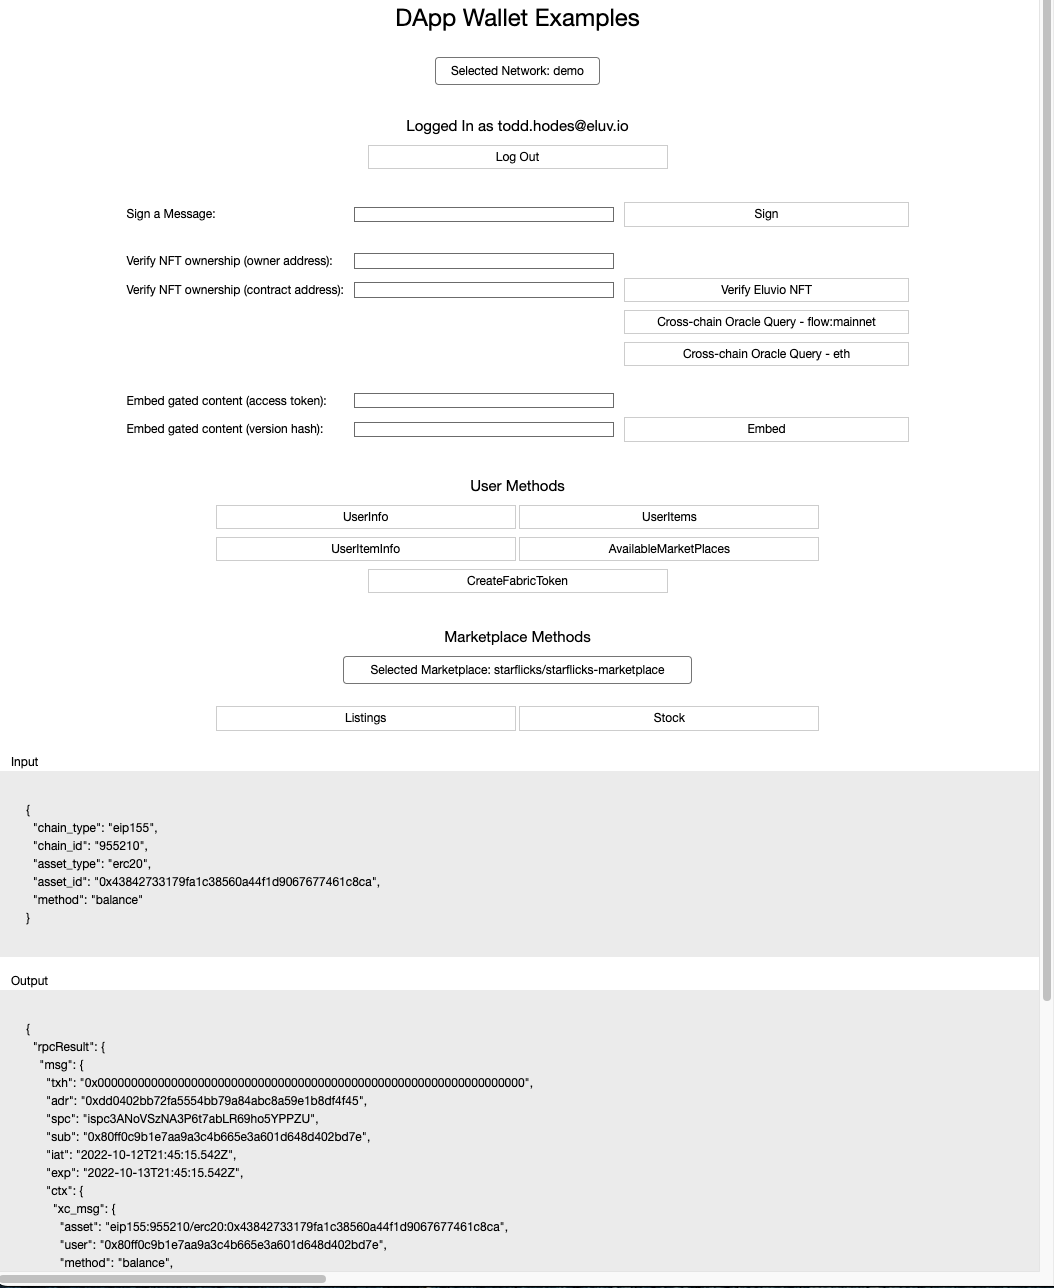 DApp Wallet Examples
Selected Network: demo
Logged In as todd.hodes@eluv.io
Log Out
Sign a Message:
Sign
Verify NFT ownership (owner address):
Verify NFT ownership (contract address):
Verify Eluvio NFT
Cross-chain Oracle Query - flow:mainnet
Cross-chain Oracle Query - eth
Embed gated content (access token):
Embed gated content (version hash):
Embed
User Methods
UserInfo
UserItems
UserItemInfo
AvailableMarketPlaces
CreateFabricToken
Marketplace Methods
Selected Marketplace: starflicks/starflicks-marketplace
Listings
Stock
Input
{
"chain_type": "eip155",
"chain_id": "955210",
"asset_type": "erc20",
"asset_id": "0x43842733179fa1c38560a44f1d9067677461c8ca",
"method": "balance"
}
Output
{
"rpcResult": {
"msg": {
"txh": "0x0000000000000000000000000000000000000000000000000000000000000000",
"adr": "0xdd0402bb72fa5554bb79a84abc8a59e1b8df4f45",
"spc": "ispc3ANoVSzNA3P6t7abLR69ho5YPPZU",
"sub": "0x80ff0c9b1e7aa9a3c4b665e3a601d648d402bd7e",
"iat": "2022-10-12T21:45:15.542Z",
"exp": "2022-10-13T21:45:15.542Z",
"ctx": {
"xc_msg": {
"asset": "eip155:955210/erc20:0x43842733179fa1c38560a44f1d9067677461c8ca",
"user": "0x80ff0c9b1e7aa9a3c4b665e3a601d648d402bd7e",
"method": "balance",